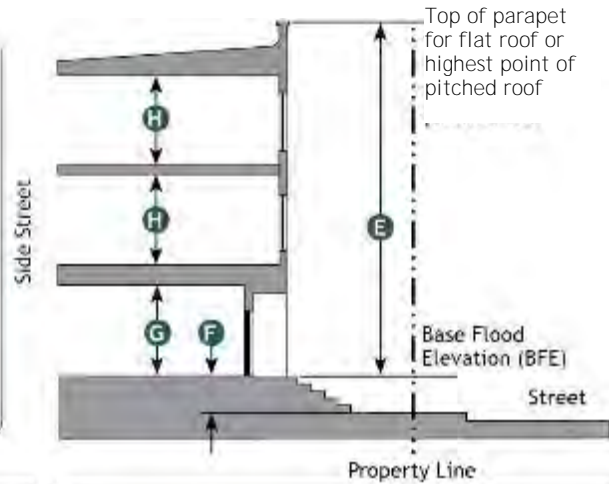 Top of parapet
for flat roof or
highest point of
pitched roof
H
Side Street
H
E
G
F
Base Flood
Elevation (BFE)
Street
Property Line